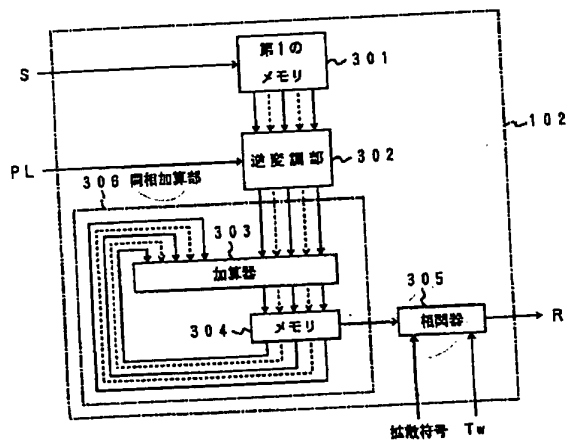 第1の
メモリ
301
S
102
逆変調部
302
PL
306 同相加算部
303
加算器
305
304
メモリ
相関器
R
拡散符号
Tw